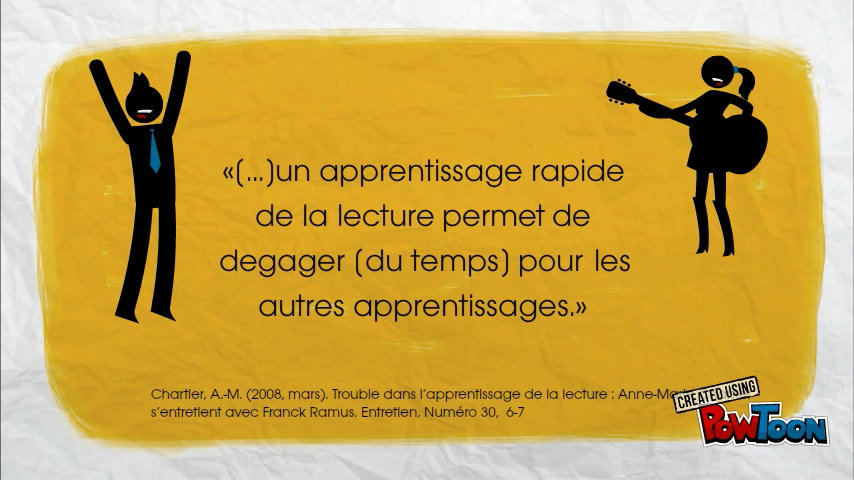 «(...)un apprentissage rapide
de la lecture permet de
degager (du temps) pour les
autres apprentissages.»
Chartier, A.-M. (2008, mars). Trouble dans l'apprentissage de la lecture :
s'entretient avec Franck Ramus. Entretien, Numéro 30, 6-7
CREATED USING
POWTOON